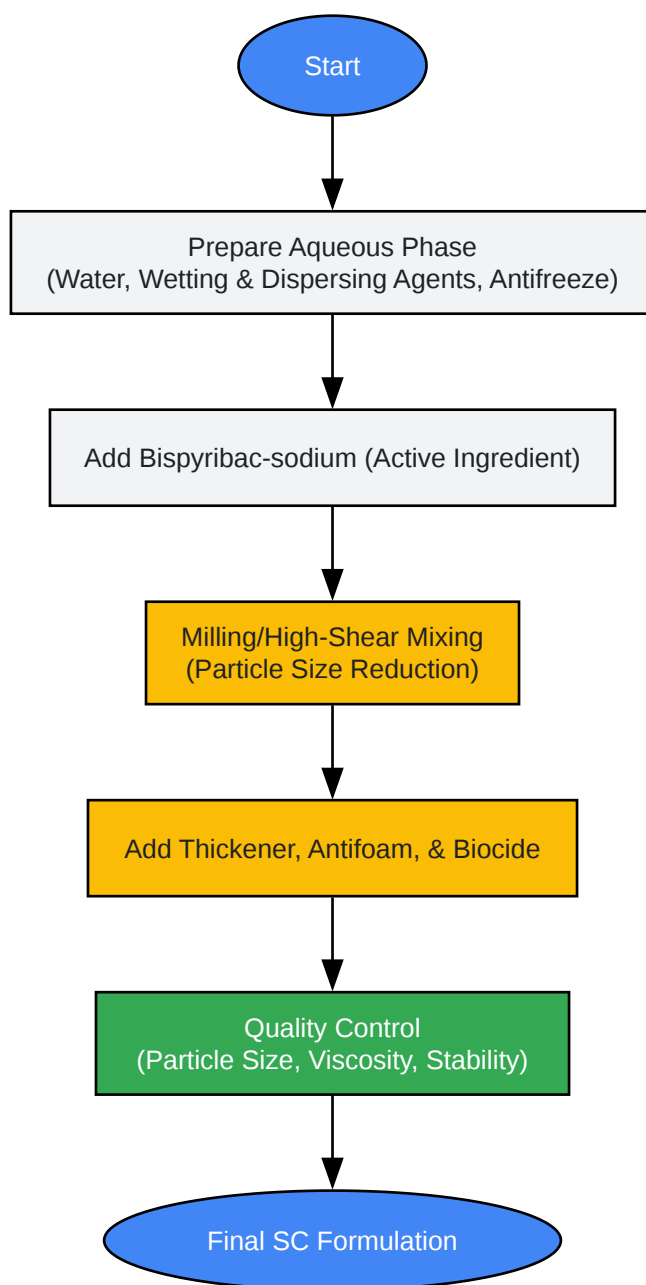 Start
Prepare Aqueous Phase
(Water, Wetting & Dispersing Agents, Antifreeze)
Add Bispyribac-sodium (Active Ingredient)
Milling/High-Shear Mixing
(Particle Size Reduction)
Add Thickener, Antifoam, & Biocide
Quality Control
(Particle Size, Viscosity, Stability)
Final SC Formulation